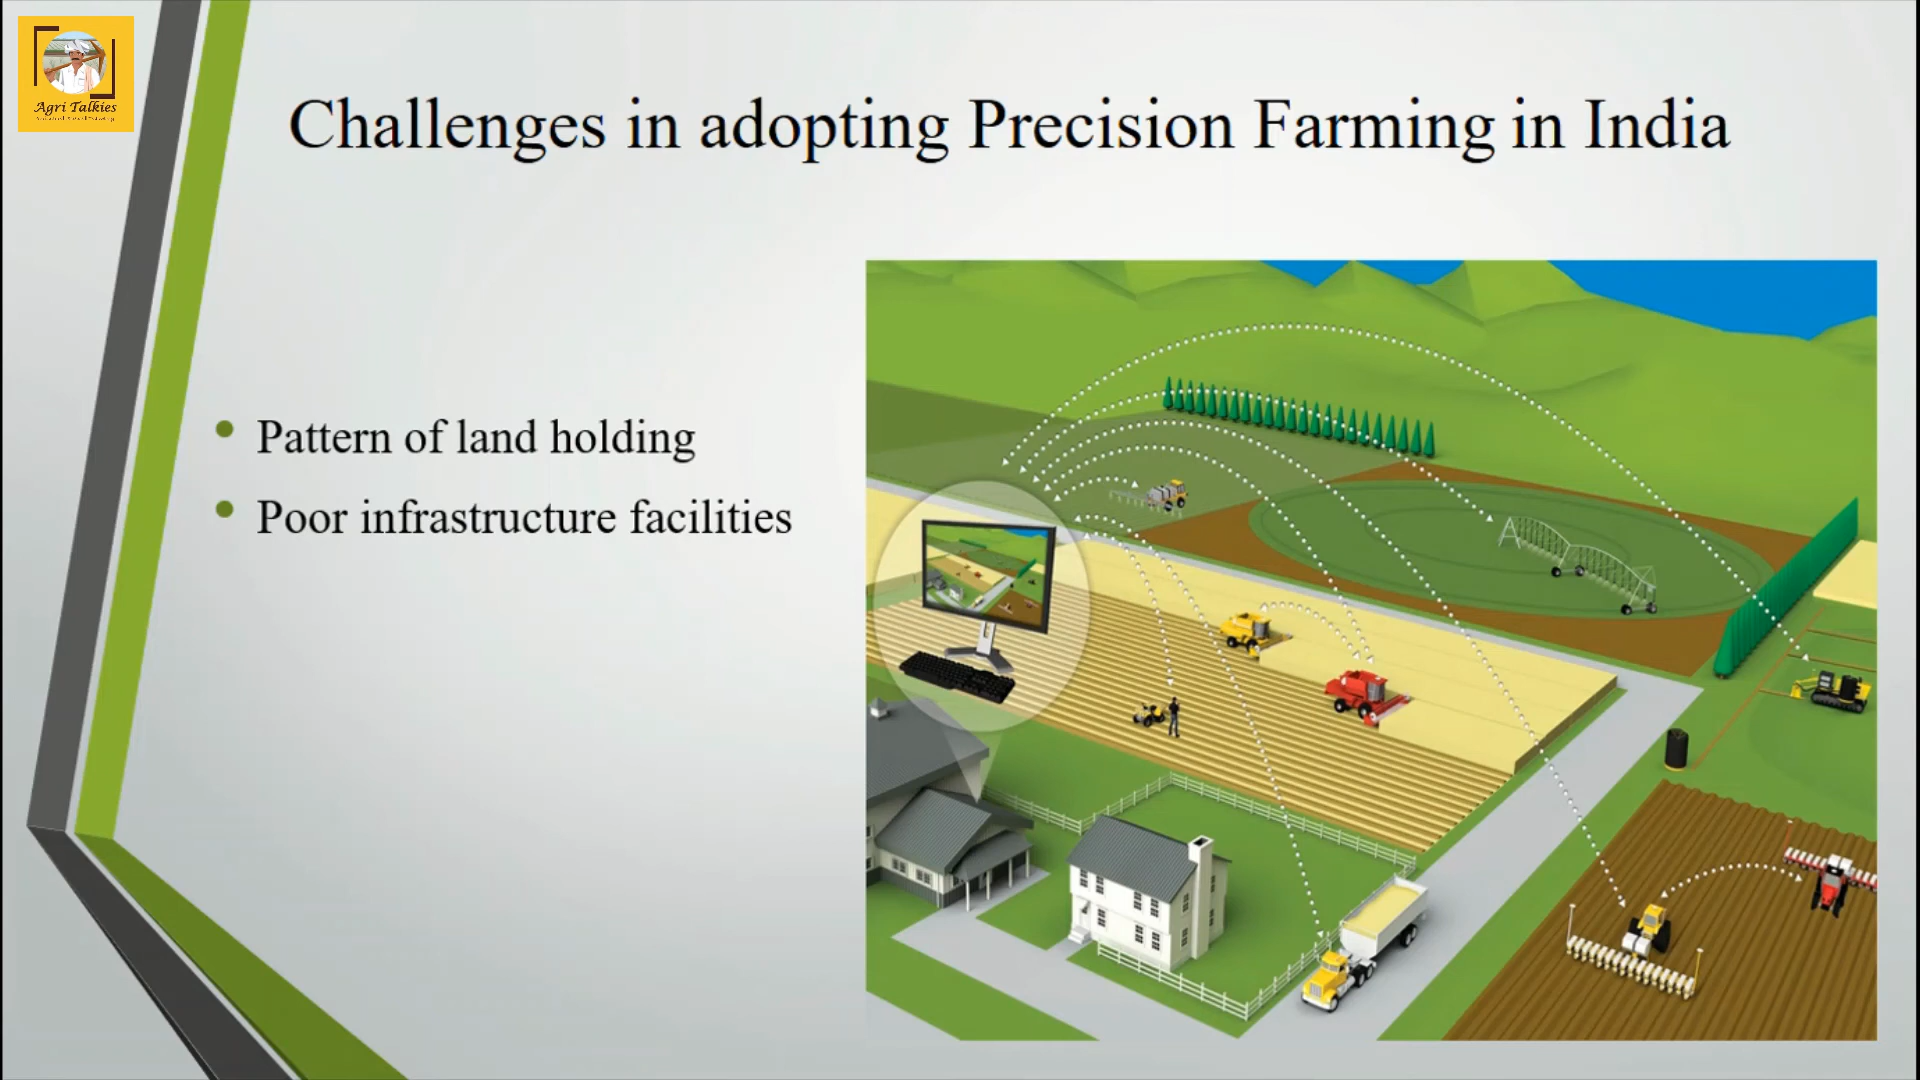 Agri Talkies
Challenges in adopting Precision Farming in India
Pattern of land holding
Poor infrastructure facilities